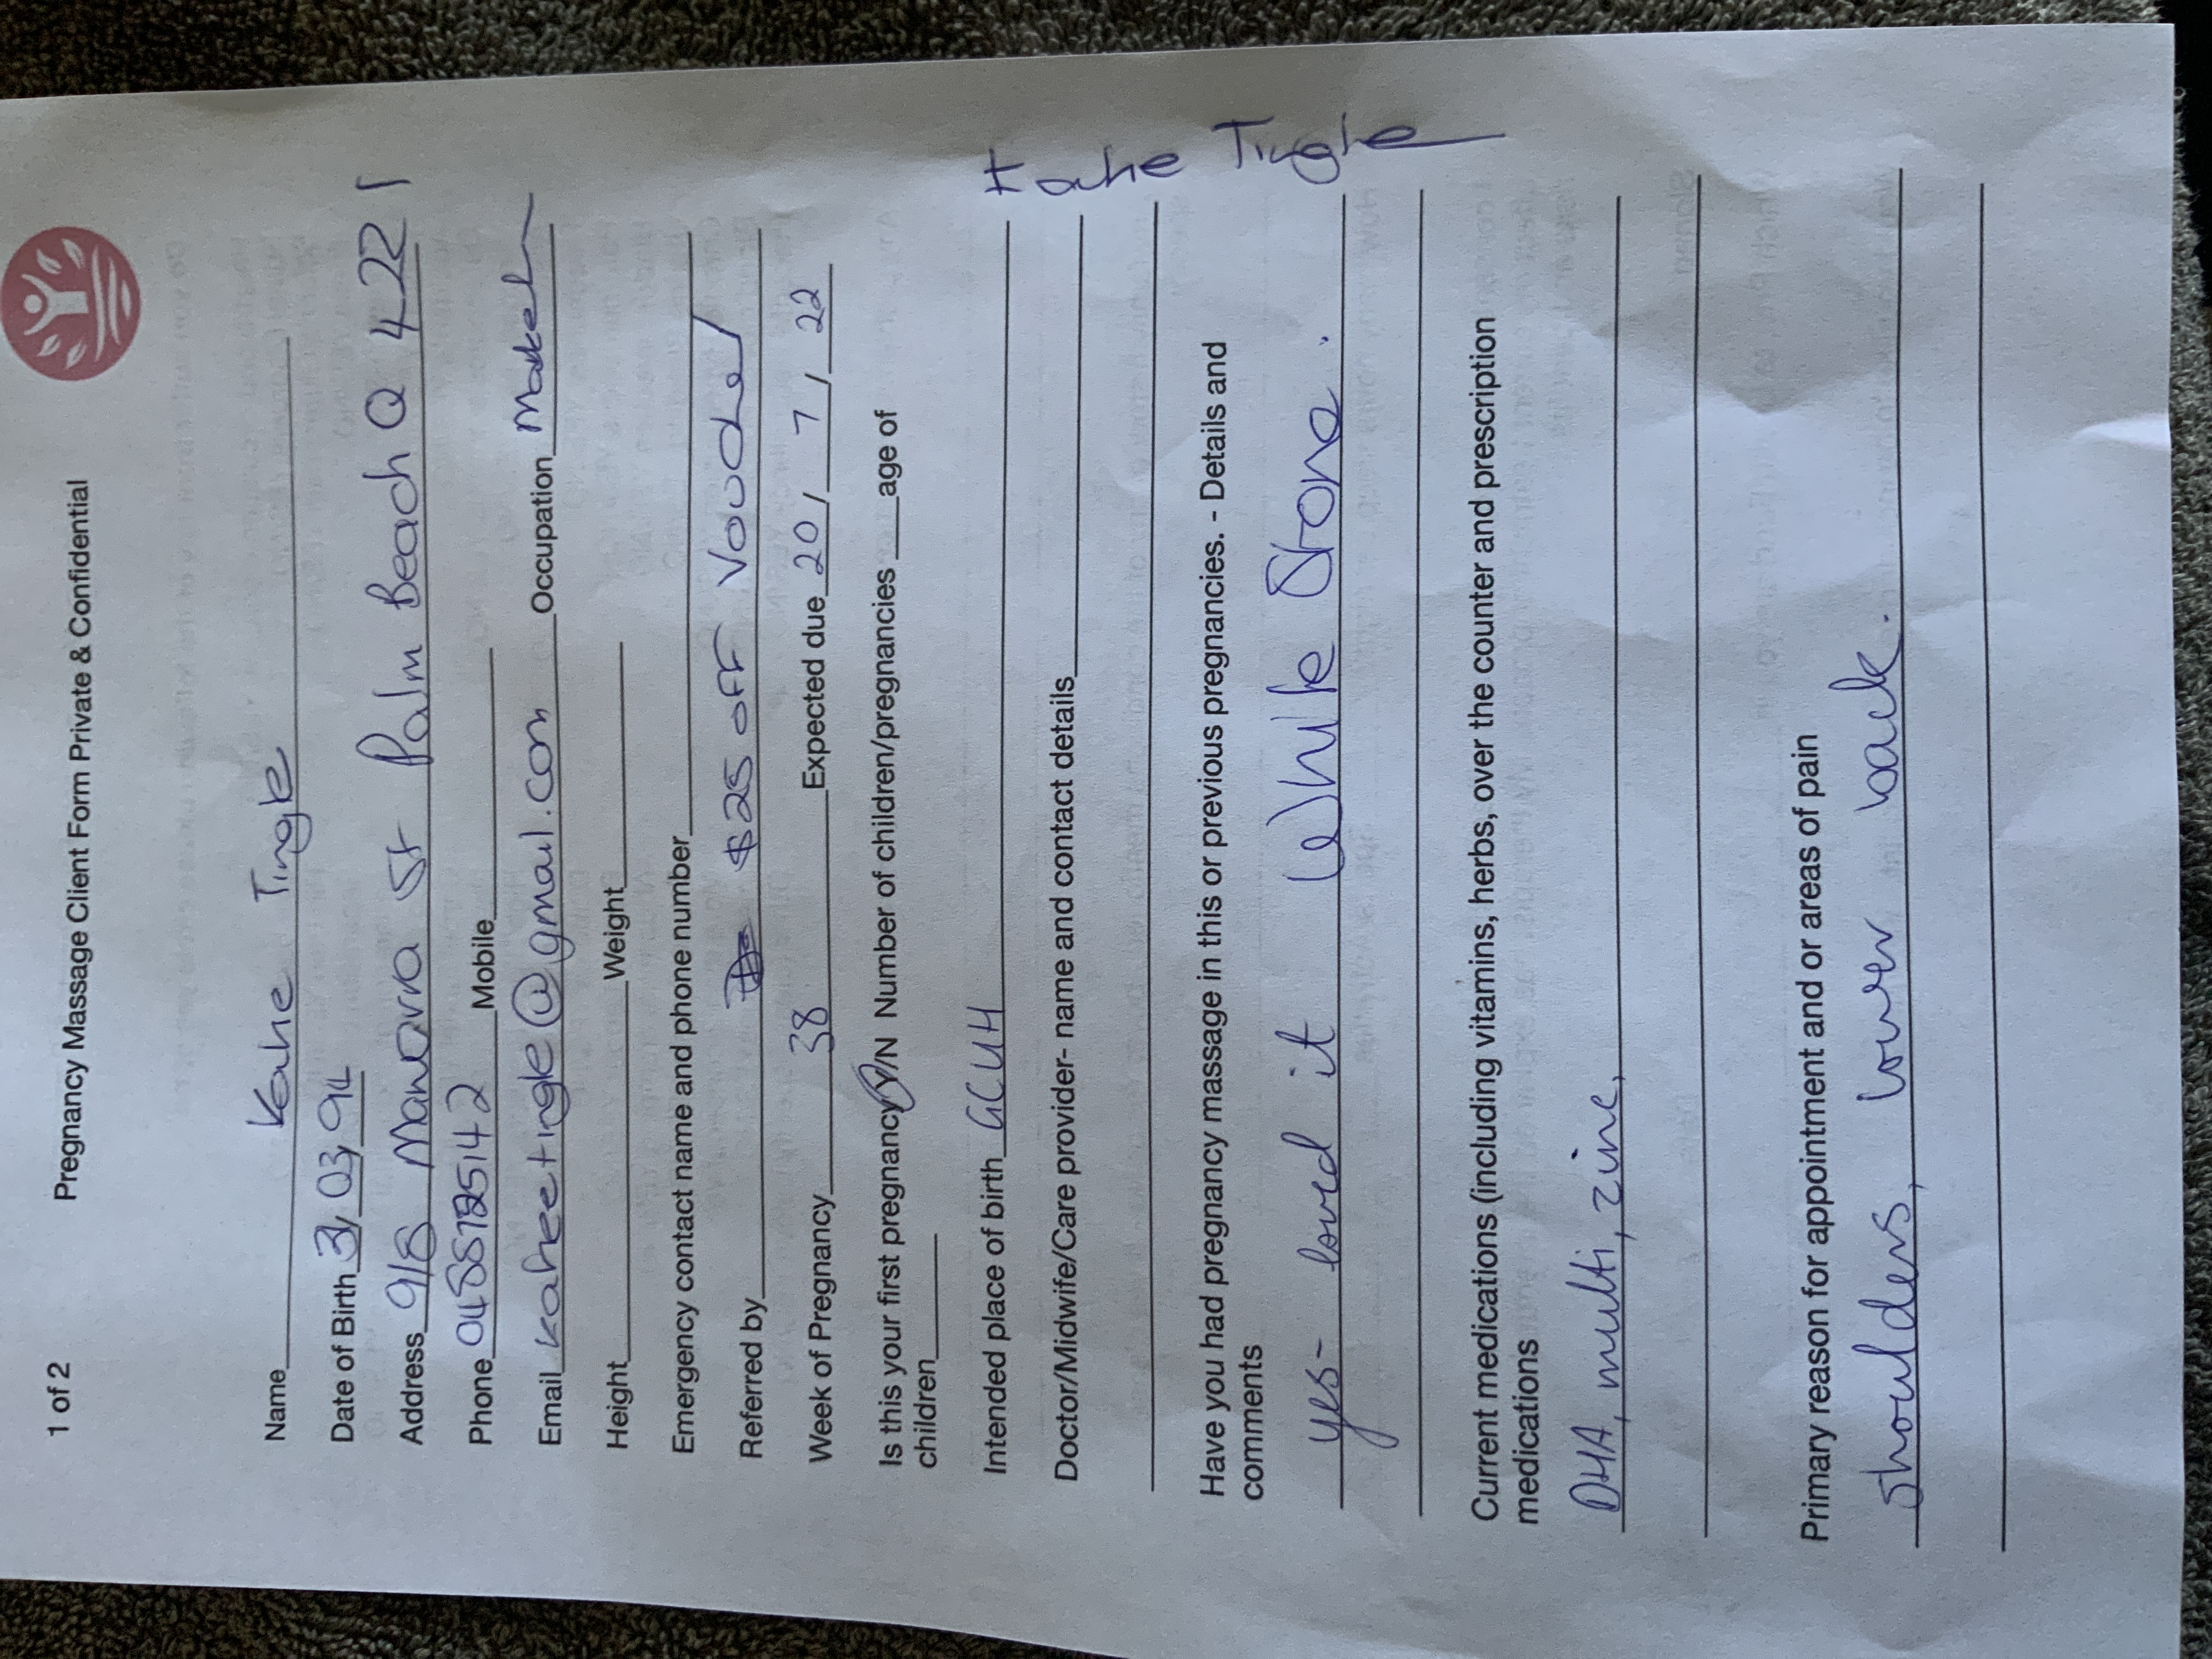 1 of 2 Pregnancy Massage Client Form Private & Confidential
Name Kahe Tingle
Date of Birth 3/03/94
Address 9/8 St Palm Beach Q 4221
Phone Mobile
Email @gmail.com Occupation
Height Weight
Emergency contact name and phone number
Referred by $25 OFF Voucher
Week of Pregnancy 38 Expected due 20/7/22
Is this your first pregnancy Y/N Number of children/pregnancies age of
children
Intended place of birth GCUH
Doctor/Midwife/Care provider- name and contact details
Kahe Tingle
Have you had pregnancy massage in this or previous pregnancies. - Details and
comments
yes- loved it White
Current medications (including vitamins, herbs, over the counter and prescription
medications
DHA, multi, zinc,
Primary reason for appointment and or areas of pain
shoulders, lower back.